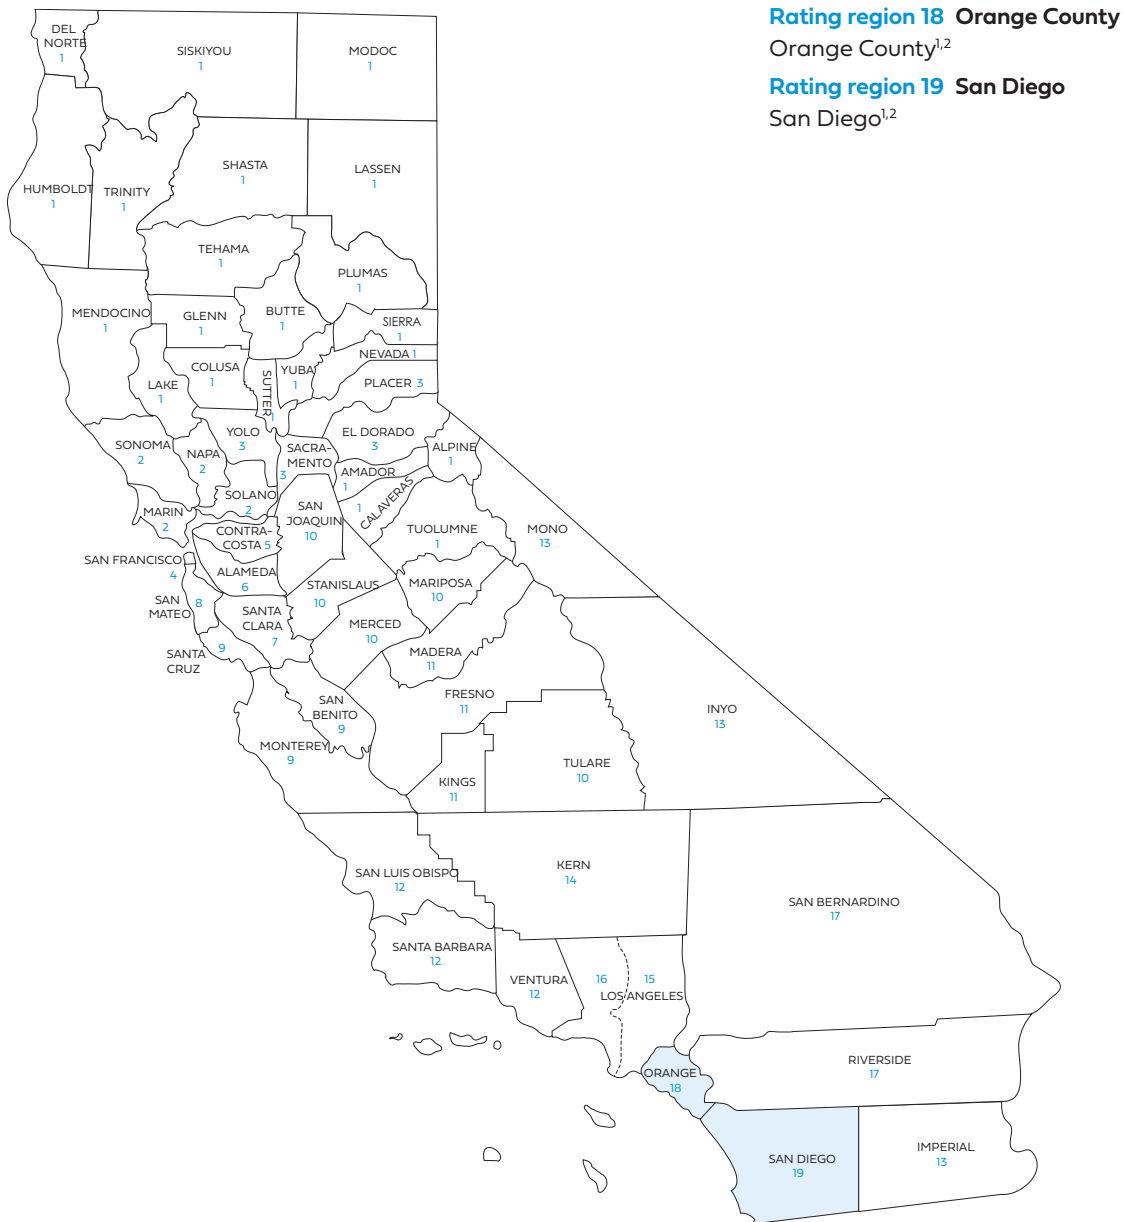 Rating region 18 Orange County
Orange County1,2
Rating region 19 San Diego
San Diego1,2
DEL
NORTE
1
SISKIYOU
1
MODOC
1
SHASTA
1
LASSEN
1
HUMBOLDT
1
TRINITY
1
TEHAMA
1
PLUMAS
1
MENDOCINO
1
GLENN
1
BUTTE
1
SIERRA
1
NEVADA 1
COLUSA
1
SUTTER
1
YUBA
1
PLACER 3
LAKE
1
SONOMA
2
NAPA
2
YOLO
3
SACRA-
MENTO
3
EL DORADO
3
ALPINE
1
AMADOR
1
CALAVERAS
1
SOLANO
2
MARIN
2
SAN
JOAQUIN
10
TUOLUMNE
1
MONO
13
CONTRA-
COSTA 5
SAN FRANCISCO
4
ALAMEDA
6
STANISLAUS
10
MARIPOSA
10
SAN
MATEO
8
SANTA
CLARA
7
MERCED
10
SANTA
CRUZ
9
MADERA
11
FRESNO
11
SAN
BENITO
9
INYO
13
MONTEREY
9
KINGS
11
TULARE
10
SAN LUIS OBISPO
12
KERN
14
SAN BERNARDINO
17
SANTA BARBARA
12
VENTURA
12
16
15
LOS ANGELES
RIVERSIDE
17
ORANGE
18
SAN DIEGO
19
IMPERIAL
13